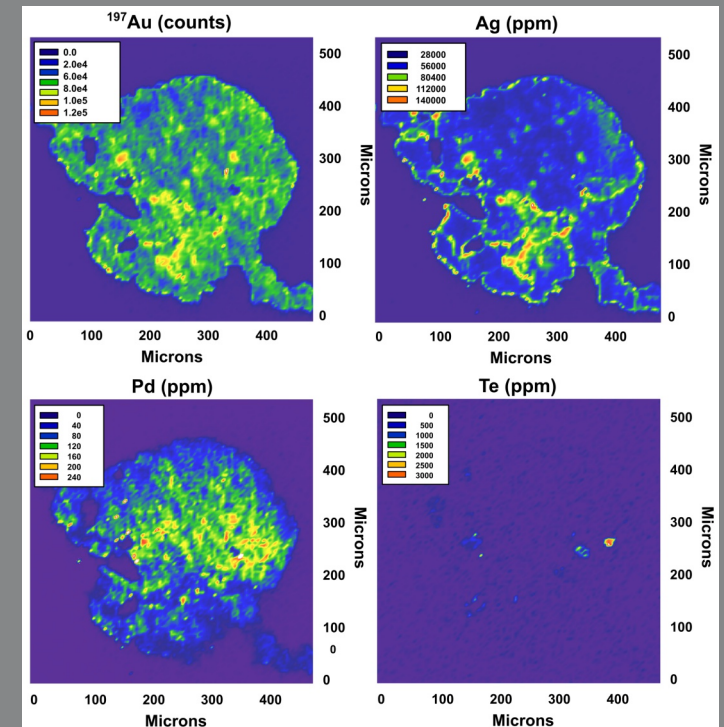 ¹⁹⁷Au (counts)
0.0
2.0e4
6.0e4
8.0e4
1.0e5
1.2e5
500
400
300
200
100
0
Microns
0 100 200 300 400
Microns
Ag (ppm)
28000
56000
80400
112000
140000
500
400
300
200
100
0
Microns
0 100 200 300 400
Microns
Pd (ppm)
0
40
80
120
160
200
240
500
400
300
200
100
0
0
Microns
0 100 200 300 400
Microns
Te (ppm)
0
500
1000
1500
2000
2500
3000
500
400
300
200
100
0
Microns
0 100 200 300 400
Microns